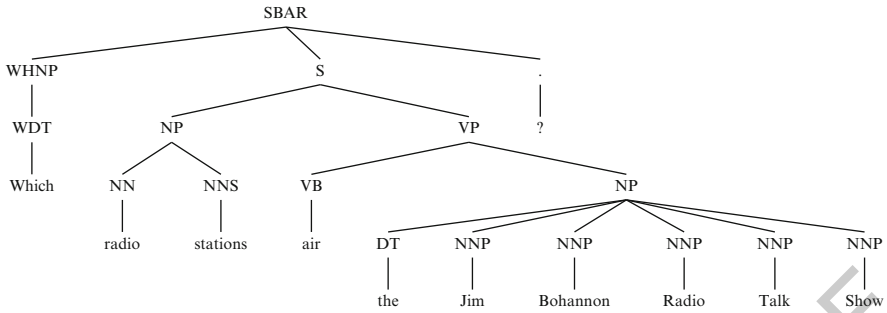 SBAR
WHNP S .
WDT NP VP ?
Which NN NNS VB NP
radio stations air DT NNP NNP NNP NNP NNP
the Jim Bohannon Radio Talk Show